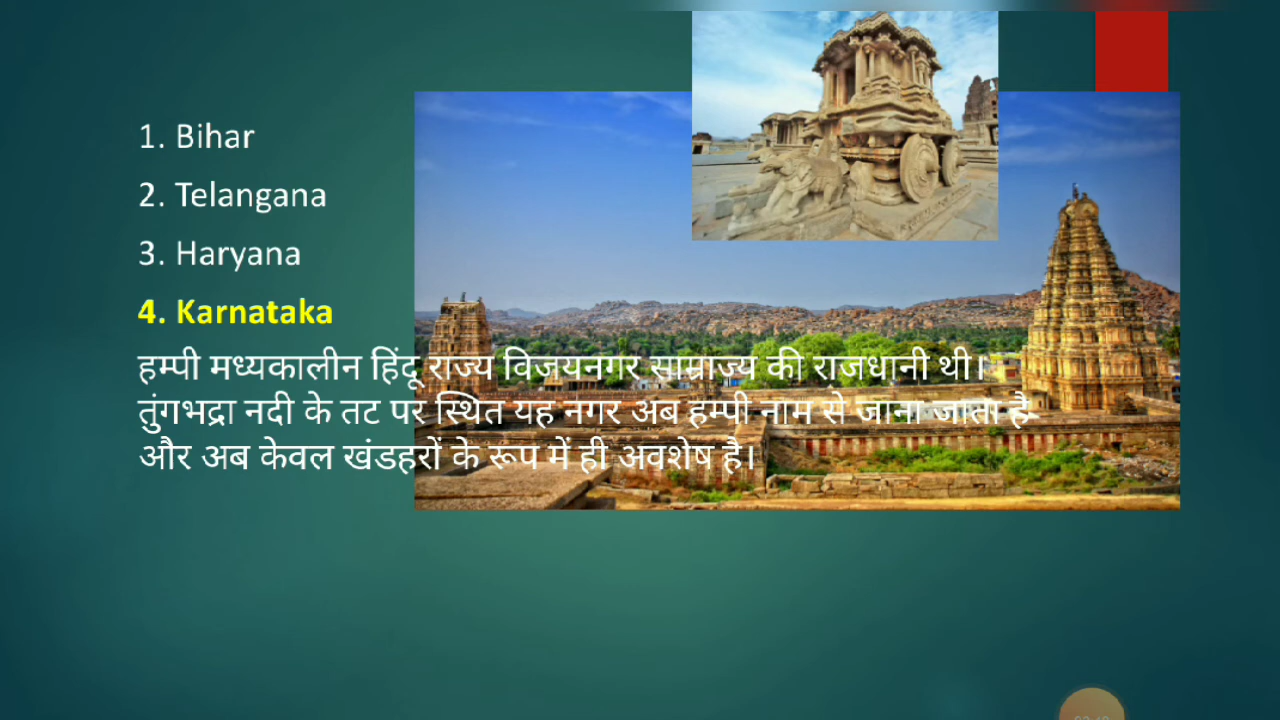 1. Bihar
2. Telangana
3. Haryana
4. Karnataka
हम्पी मध्यकालीन हिंदू राज्य विजयनगर साम्राज्य की राजधानी थी।
तुंगभद्रा नदी के तट पर स्थित यह नगर अब हम्पी नाम से जाना जाता है
और अब केवल खंडहरों के रूप में ही अवशेष है।